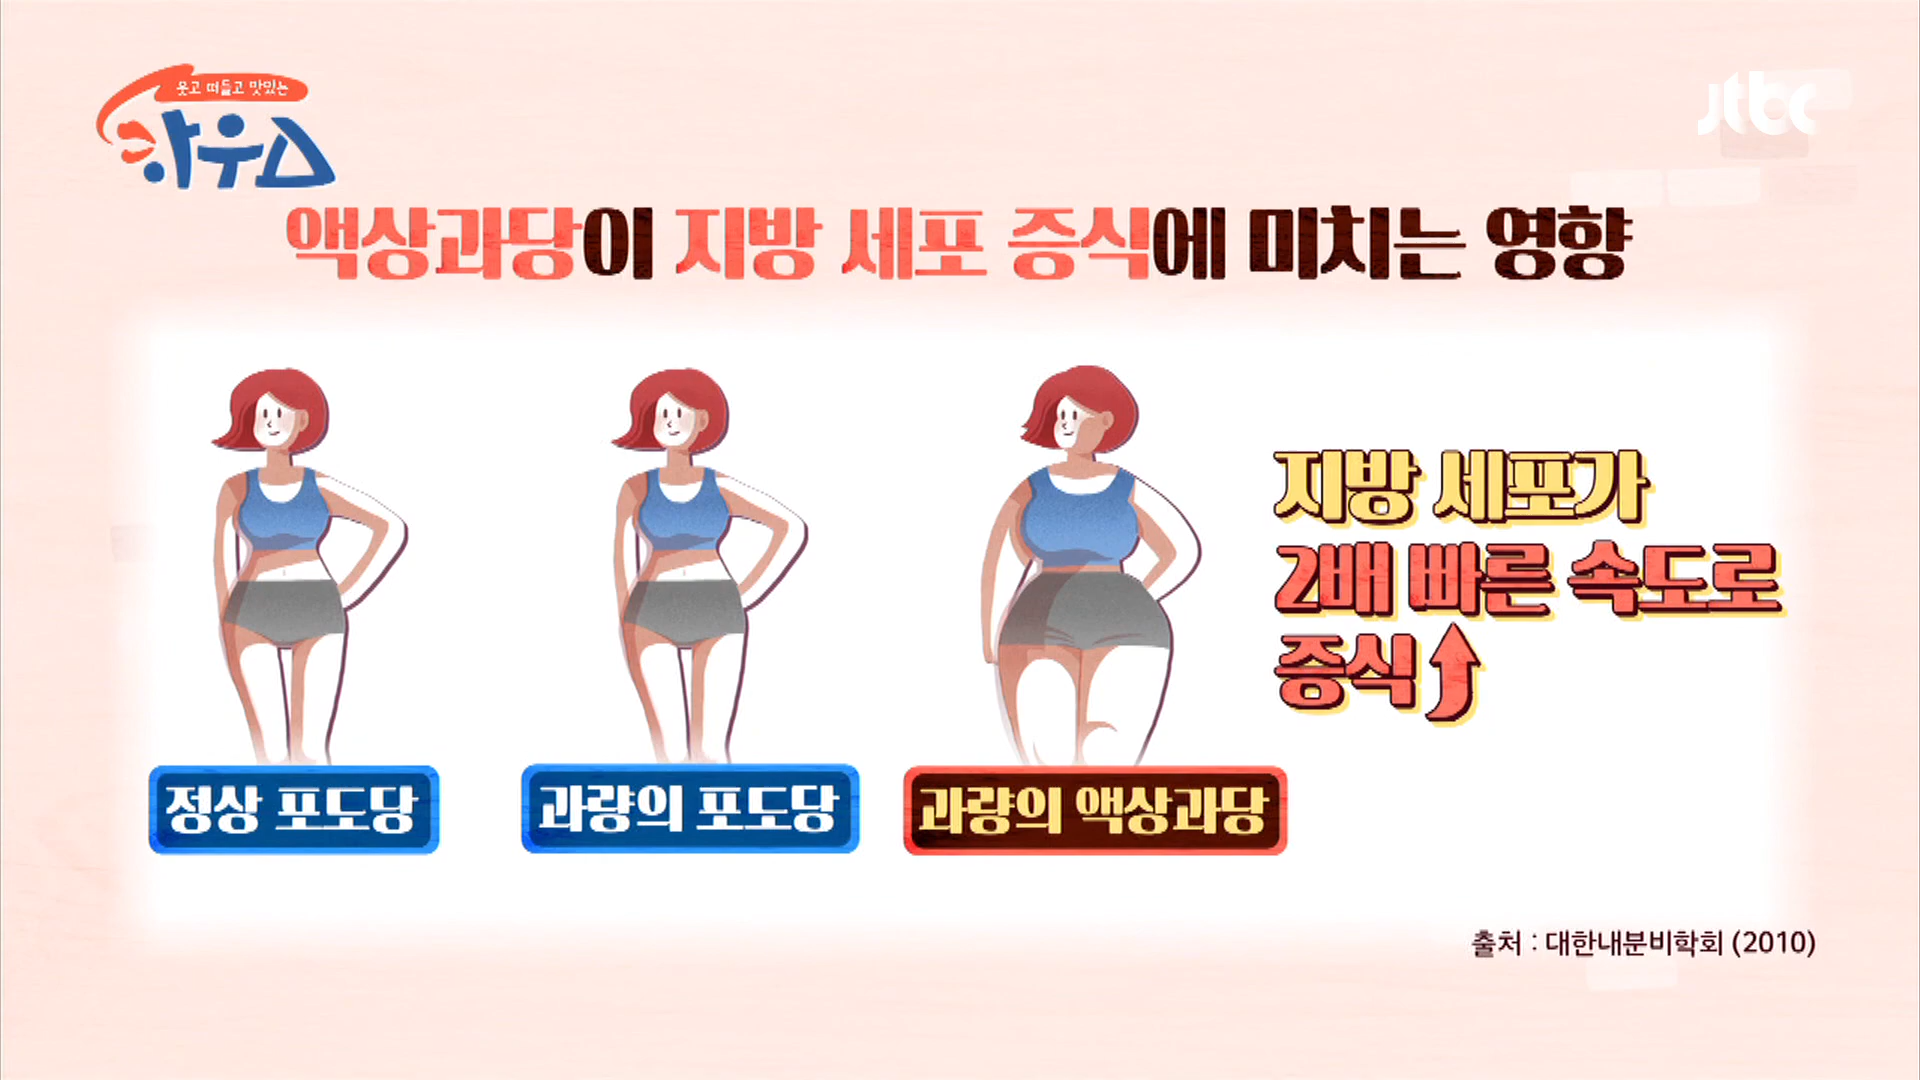 웃고 떠들고 맛있는
하우스
jtbc
액상과당이 지방 세포 증식에 미치는 영향
지방 세포가
2배 빠른 속도로
증식
정상 포도당
과량의 포도당
과량의 액상과당
출처 : 대한내분비학회 (2010)